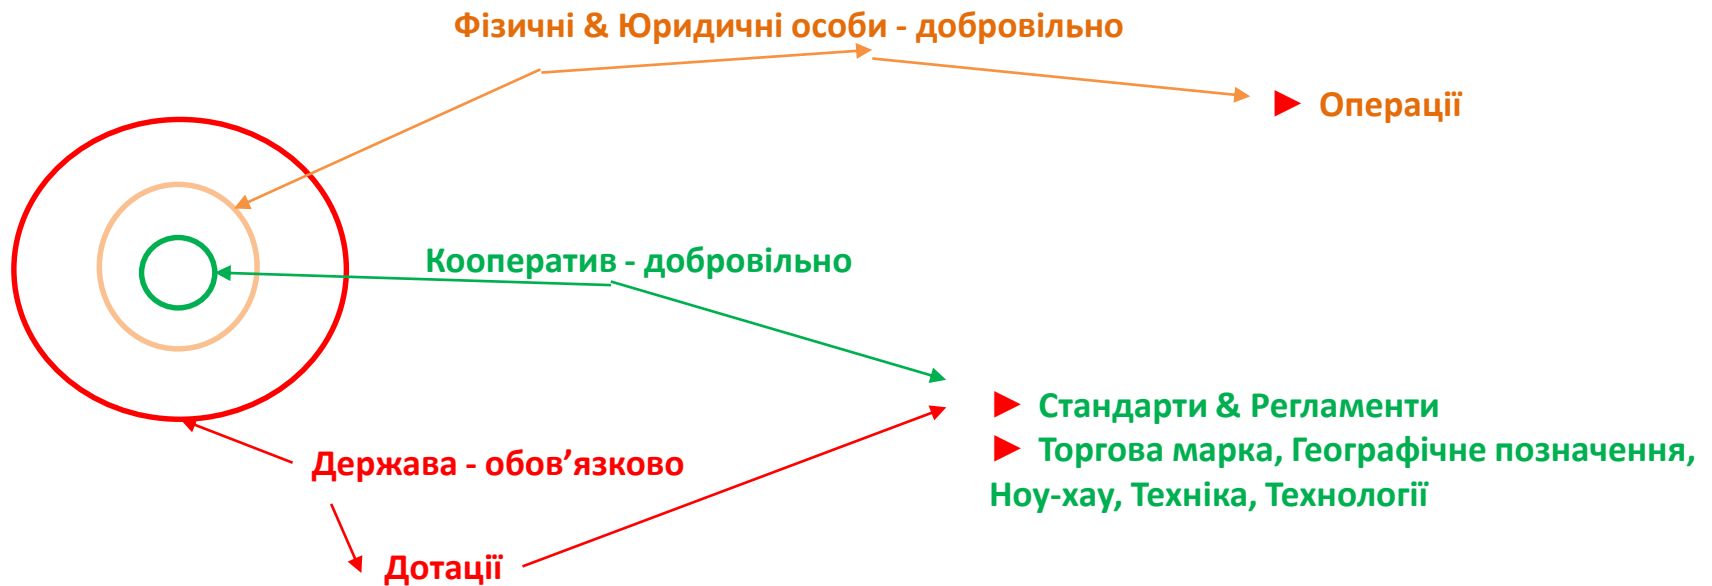 Фізичні & Юридичні особи - добровільно
► Операції
Кооператив - добровільно
► Стандарти & Регламенти
► Торгова марка, Географічне позначення,
Ноу-хау, Техніка, Технології
Держава - обов’язково
Дотації